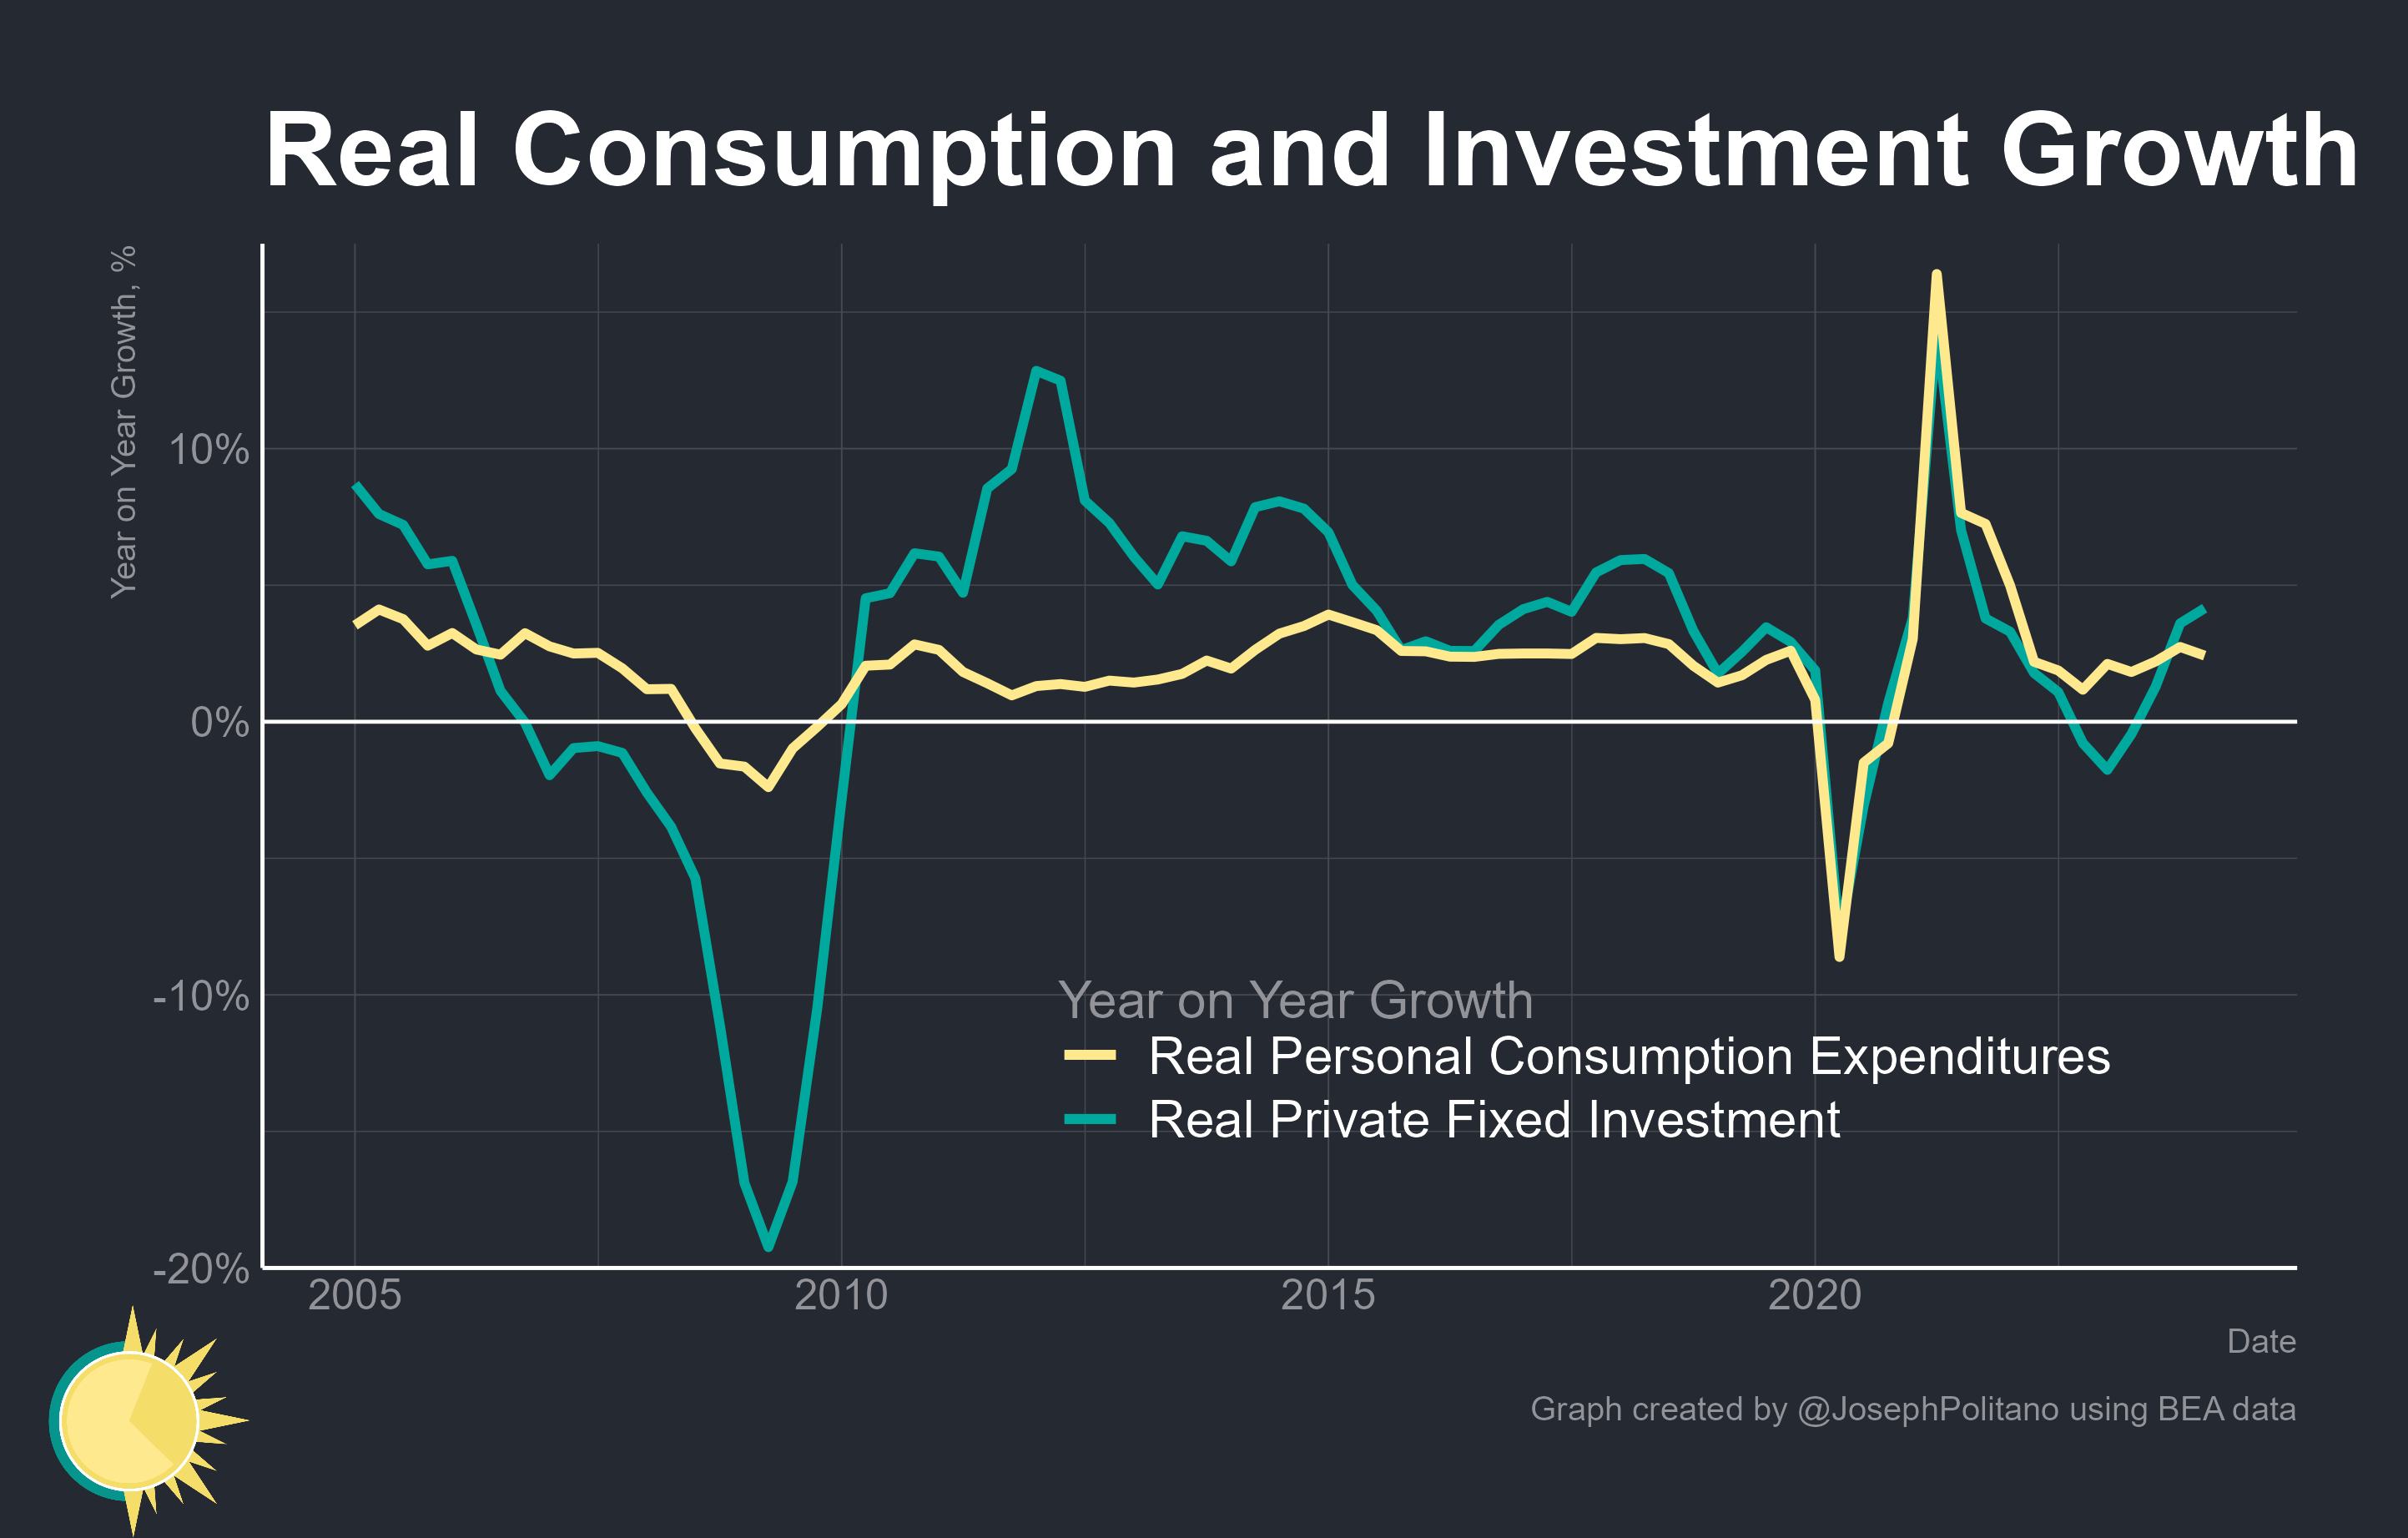 Real Consumption and Investment Growth
Year on Year Growth, %
10%
0%
-10%
-20%
Year on Year Growth
Real Personal Consumption Expenditures
Real Private Fixed Investment
2005 2010 2015 2020
Date
Graph created by @JosephPolitano using BEA data